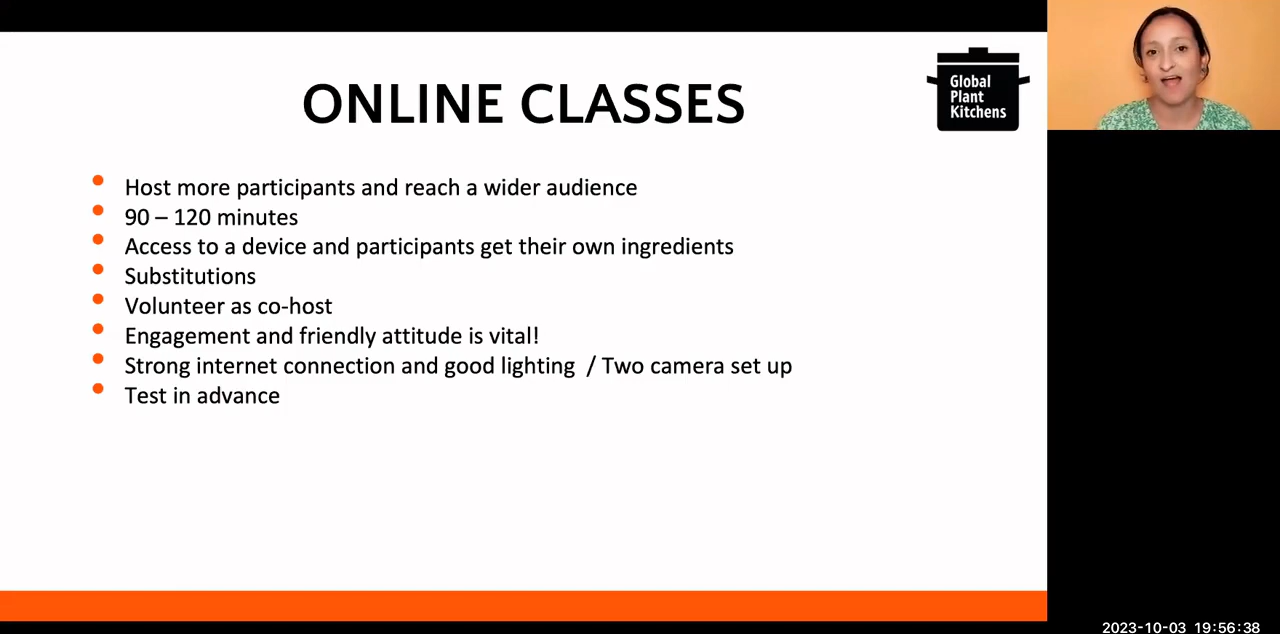 ONLINE CLASSES
Global
Plant
Kitchens
Host more participants and reach a wider audience
90 – 120 minutes
Access to a device and participants get their own ingredients
Substitutions
Volunteer as co-host
Engagement and friendly attitude is vital!
Strong internet connection and good lighting / Two camera set up
Test in advance
2023-10-03 19:56:38